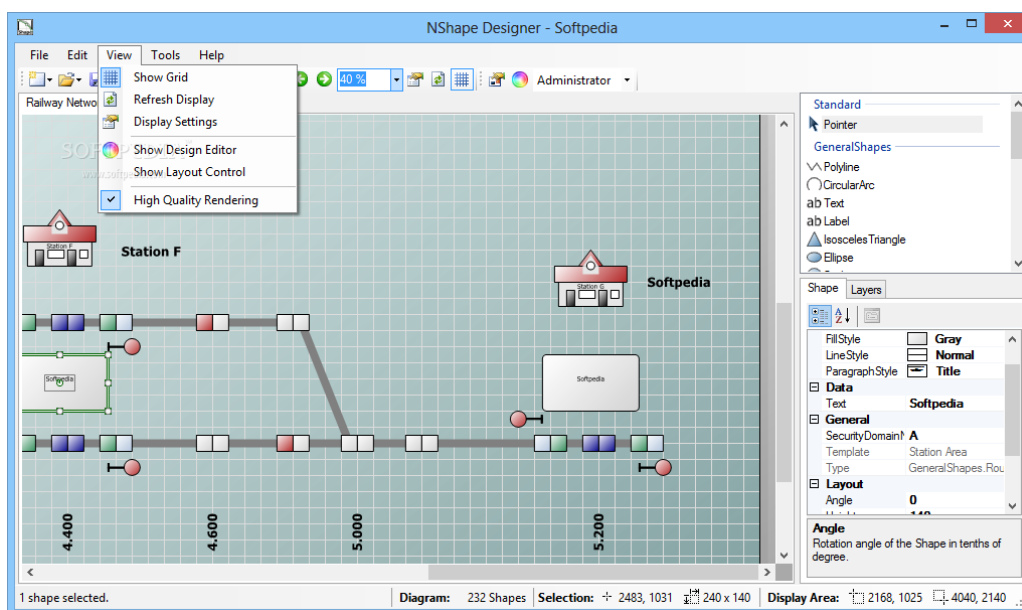 NShape Designer - Softpedia
File Edit View Tools Help
40 %
Administrator
Show Grid
Refresh Display
Display Settings
Show Design Editor
Show Layout Control
High Quality Rendering
Railway Netwo
Station F
Station F
Softpedia
Station G
Softpedia
Softpedia
4.400
4.600
5.000
5.200
Standard
Pointer
GeneralShapes
Polyline
CircularArc
ab Text
ab Label
IsoscelesTriangle
Ellipse
Shape Layers
FillStyle Gray
LineStyle Normal
ParagraphStyle Title
Data
Text Softpedia
General
SecurityDomainN A
Template Station Area
Type GeneralShapes.Rou
Layout
Angle 0
Angle
Rotation angle of the Shape in tenths of
degree.
1 shape selected.
Diagram: 232 Shapes Selection: 2483, 1031 240 x 140 Display Area: 2168, 1025 4040, 2140